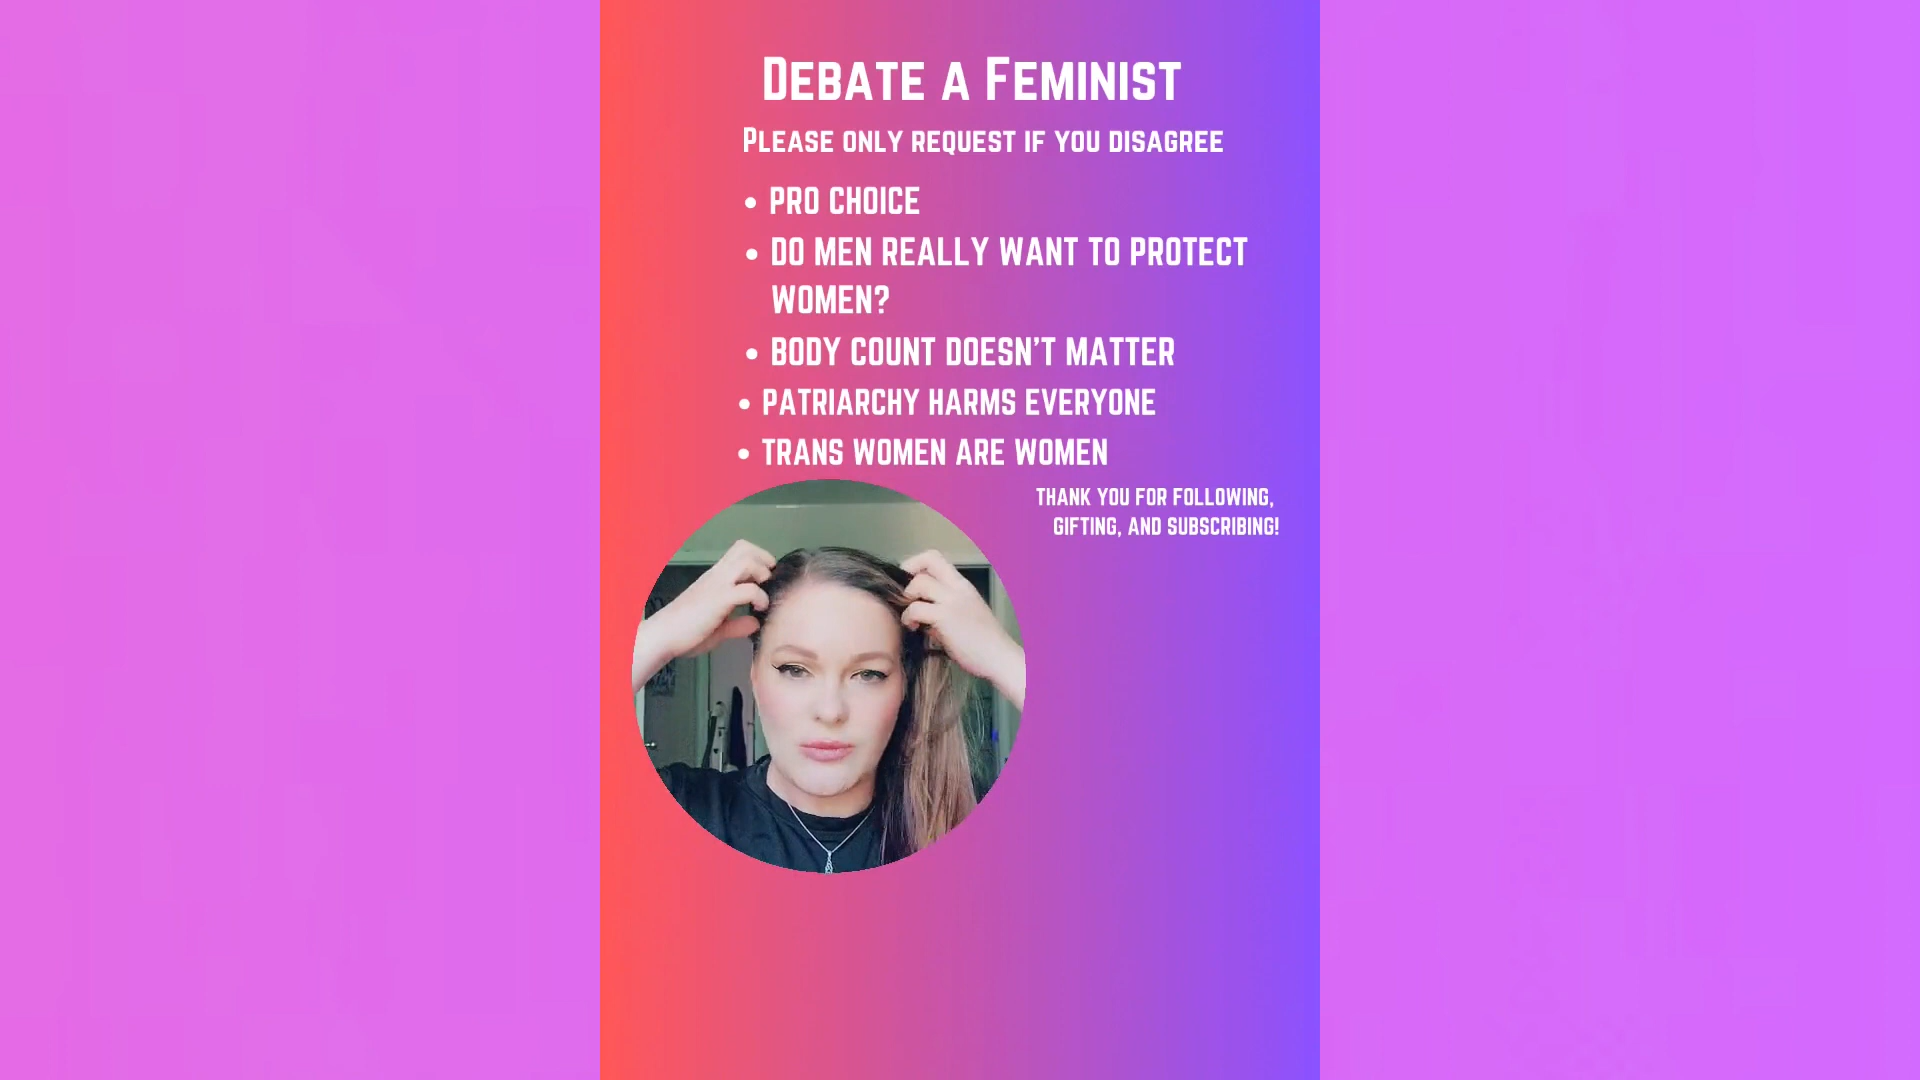 Debate a Feminist
Please only request if you disagree
• PRO CHOICE
• DO MEN REALLY WANT TO PROTECT
WOMEN?
• BODY COUNT DOESN'T MATTER
• PATRIARCHY HARMS EVERYONE
• TRANS WOMEN ARE WOMEN
THANK YOU FOR FOLLOWING,
GIFTING, AND SUBSCRIBING!